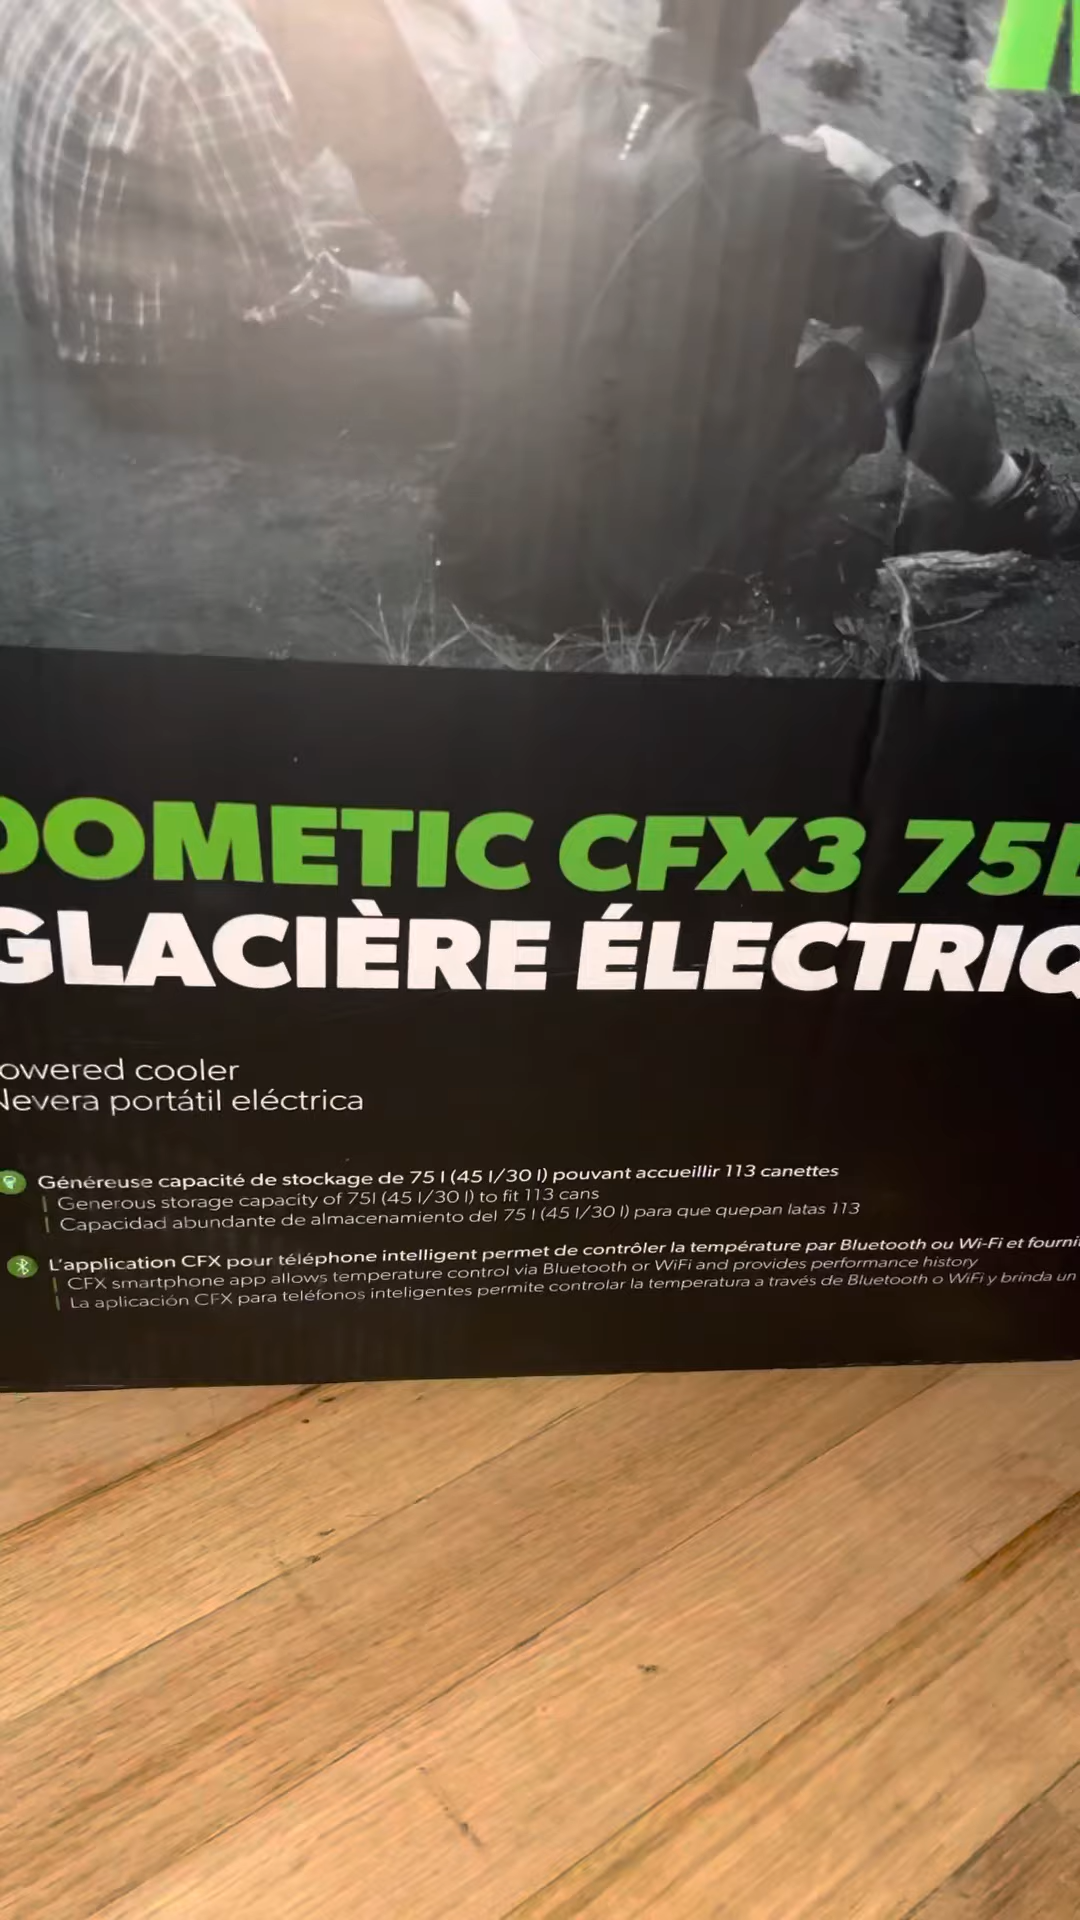 DOMETIC CFX3 75
GLACIÈRE ÉLECTRIQ
owered cooler
Nevera portátil eléctrica
Généreuse capacité de stockage de 75 l (45 l/30 l) pouvant accueillir 113 canettes
Generous storage capacity of 75l (45 l/30 l) to fit 113 cans
Capacidad abundante de almacenamiento del 75 l (45 l/30 l) para que quepan latas 113
L'application CFX pour téléphone intelligent permet de contrôler la température par Bluetooth ou Wi-Fi et fournit
CFX smartphone app allows temperature control via Bluetooth or WiFi and provides performance history
La aplicación CFX para teléfonos inteligentes permite controlar la temperatura a través de Bluetooth o WiFi y brinda un